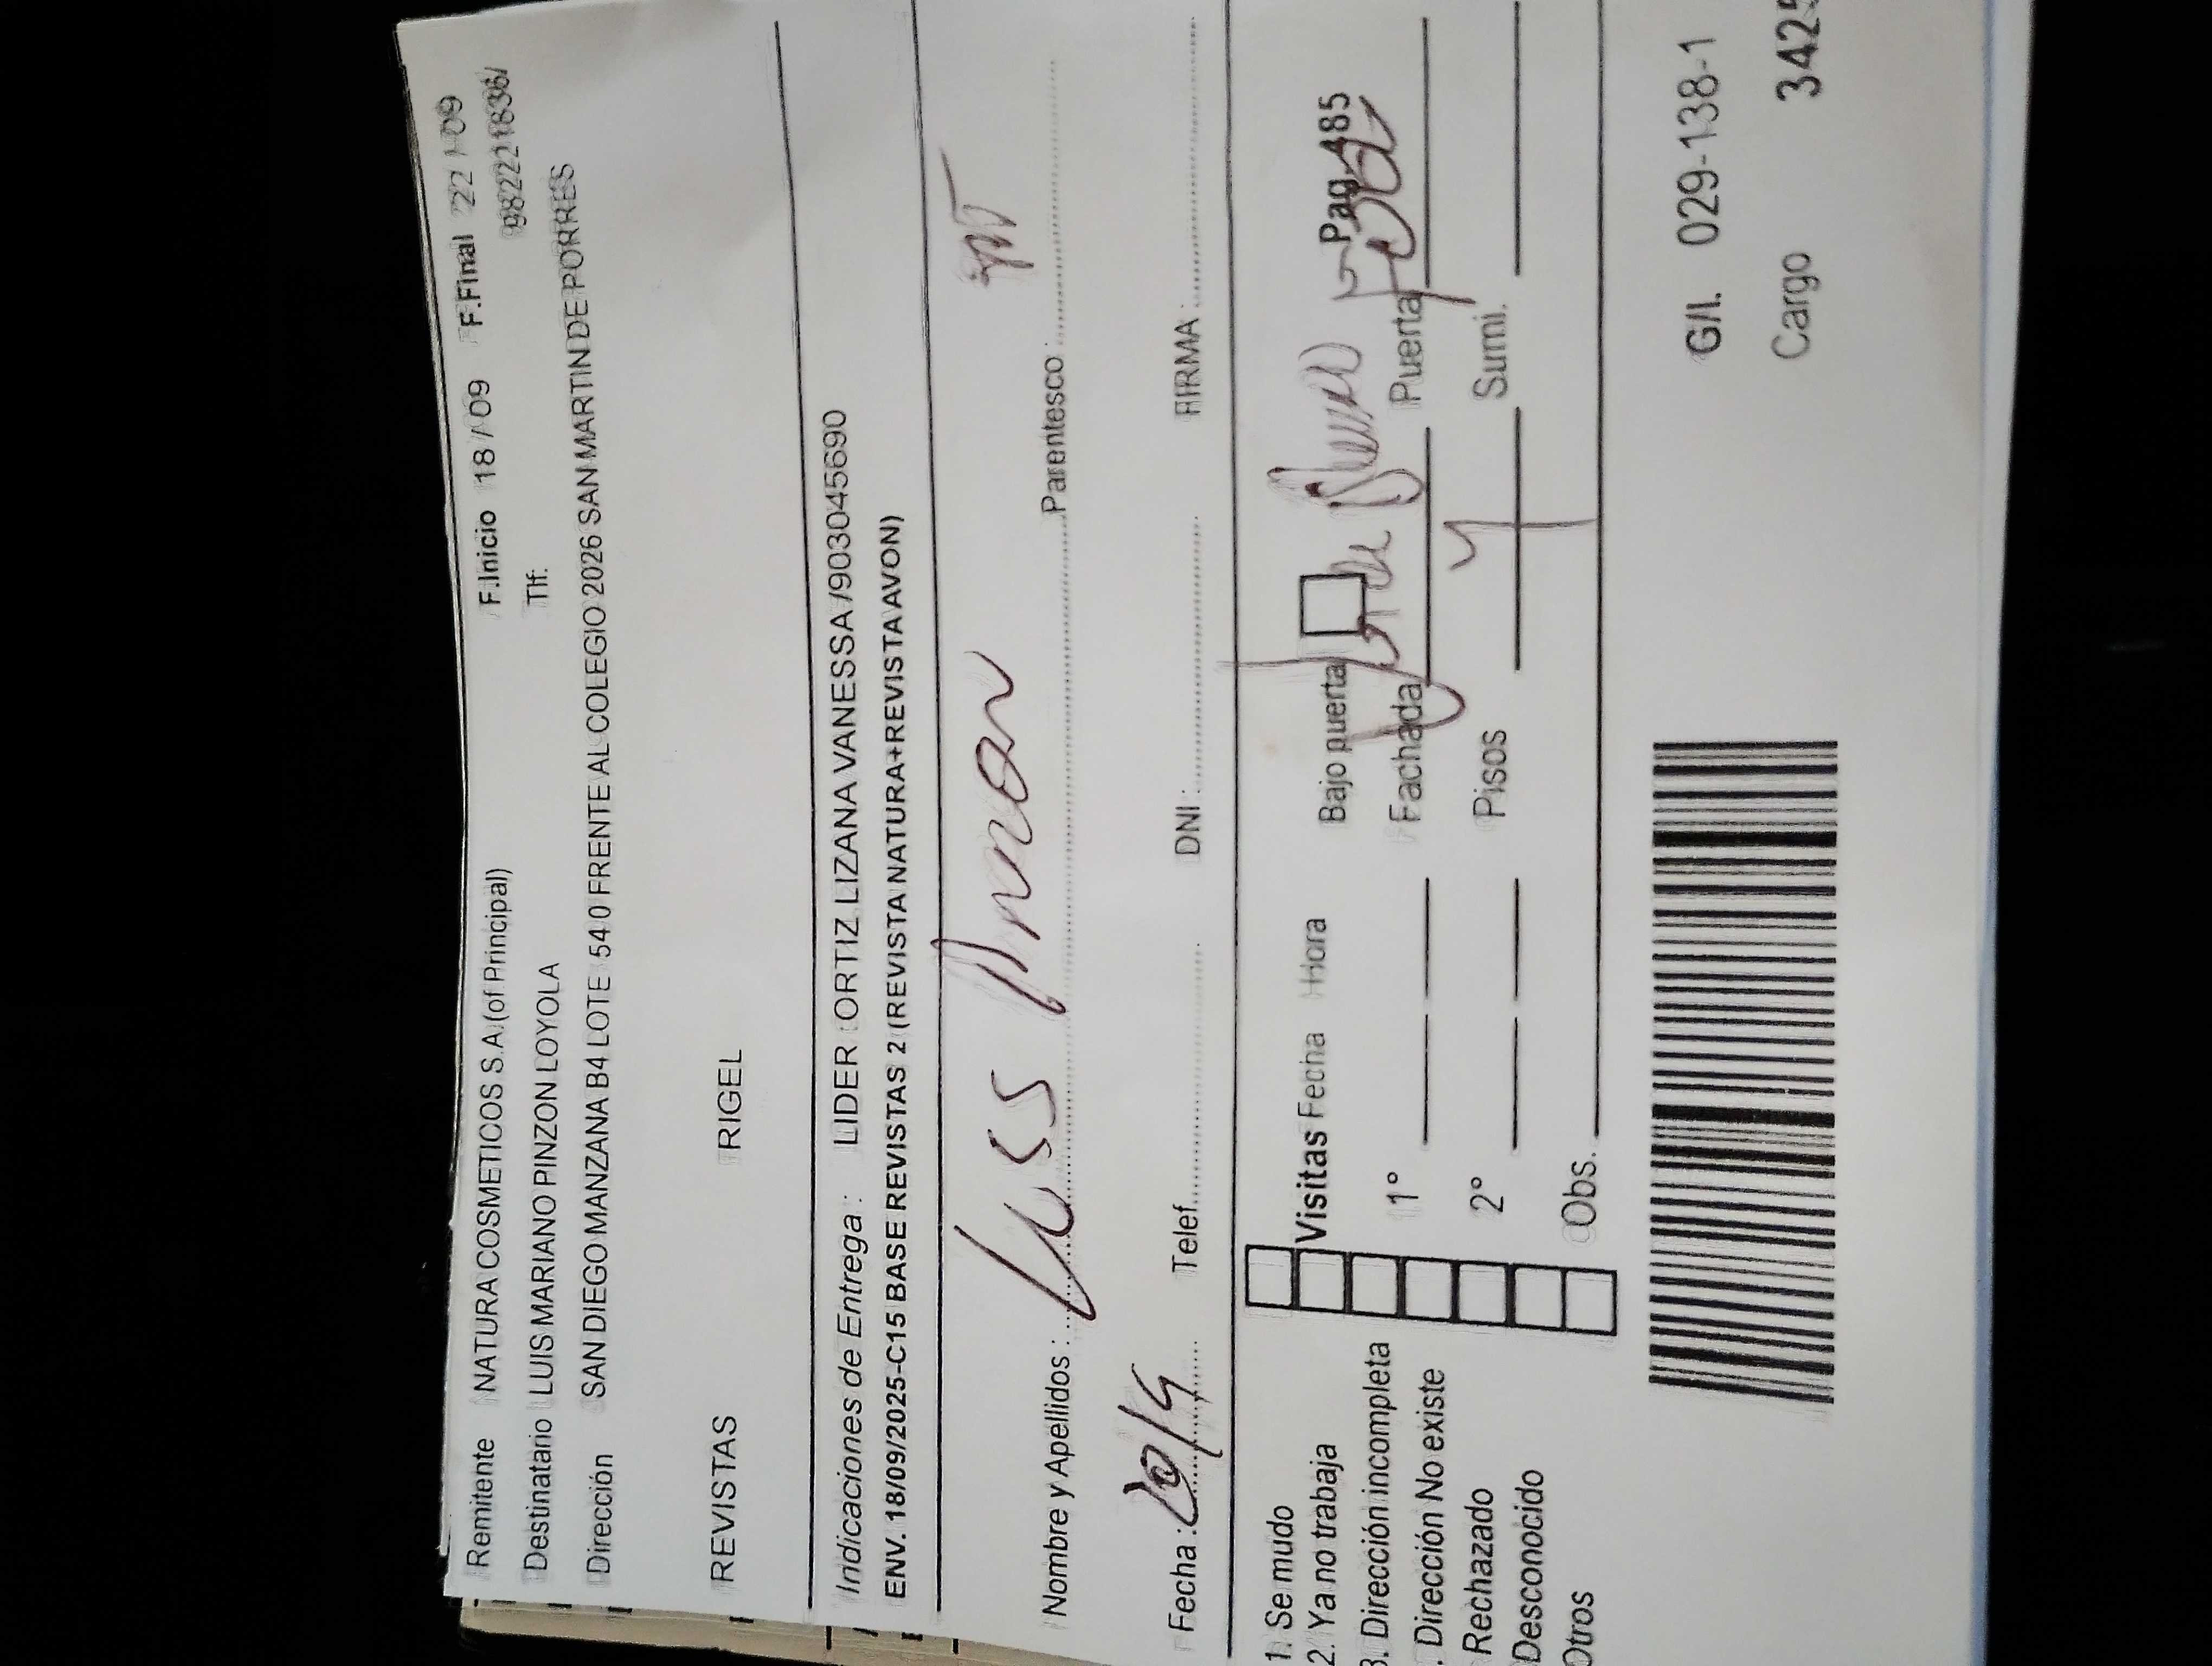 Remitente NATURA COSMETICOS S.A.(of Principal) F.Inicio 18/09 F.Final 22/09
Destinatario LUIS MARIANO PINZON LOYOLA Tlf:
Dirección SAN DIEGO MANZANA B4 LOTE 54 0 FRENTE AL COLEGIO 2026 SAN MARTIN DE PORRES
REVISTAS RIGEL
Indicaciones de Entrega : LIDER : ORTIZ LIZANA VANESSA /903045690
ENV. 18/09/2025-C15 BASE REVISTAS 2 (REVISTA NATURA+REVISTA AVON)
Nombre y Apellidos : Parentesco :
Fecha : 20/9 Telef. DNI : FIRMA :
1. Se mudo
2. Ya no trabaja Visitas Fecha Hora Bajo puerta Pag 485
3. Dirección incompleta 1° Fachada Puerta
. Dirección No existe
Rechazado 2° Pisos Sumi.
Desconocido
Otros Obs.
G/I. 029-138-1
Cargo 3425